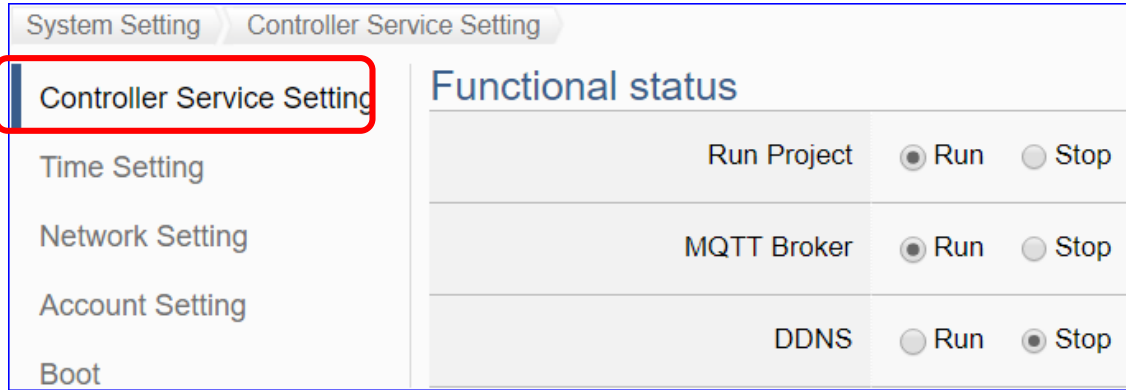 System Setting Controller Service Setting
Controller Service Setting
Time Setting
Network Setting
Account Setting
Boot
Functional status
Run Project Run Stop
MQTT Broker Run Stop
DDNS Run Stop